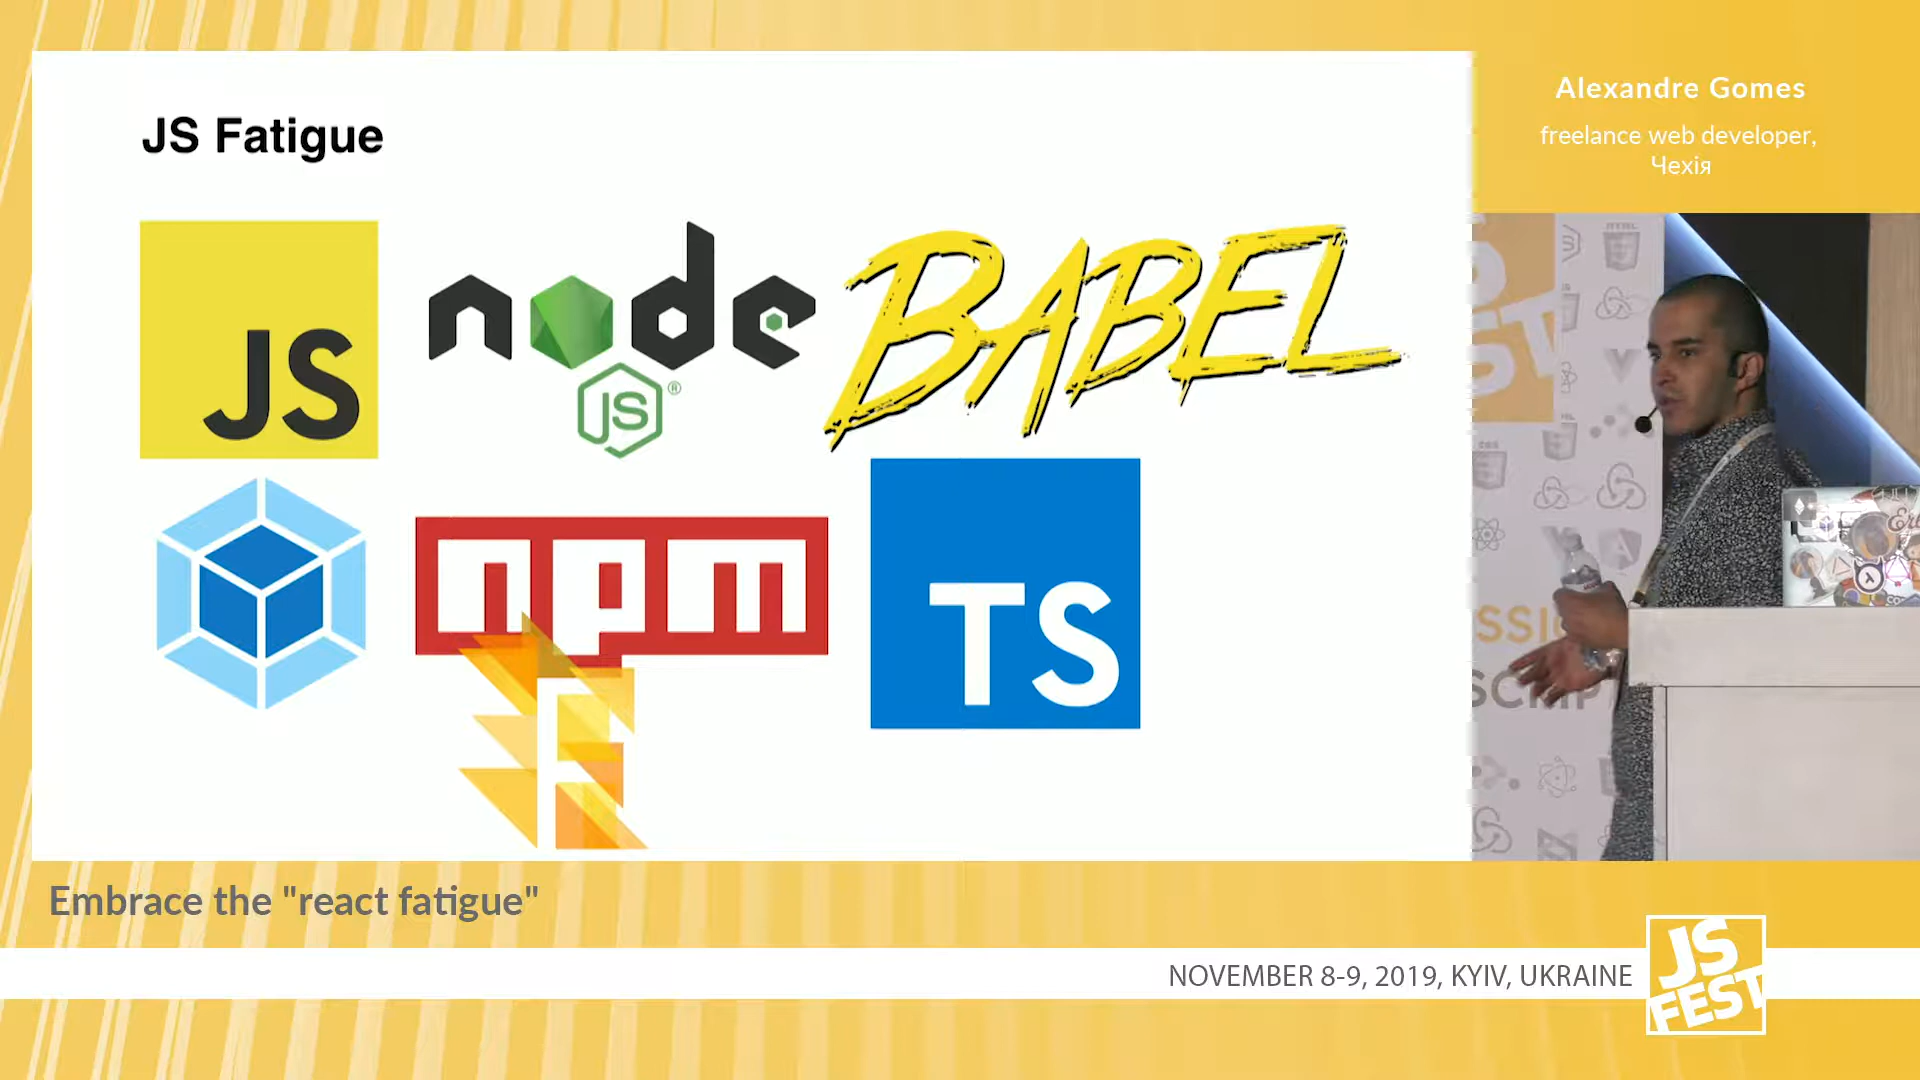 JS Fatigue
JS
node
JS ®
BABEL
npm
TS
F
Alexandre Gomes
freelance web developer,
Чехія
Embrace the "react fatigue"
NOVEMBER 8-9, 2019, KYIV, UKRAINE
JS
FEST